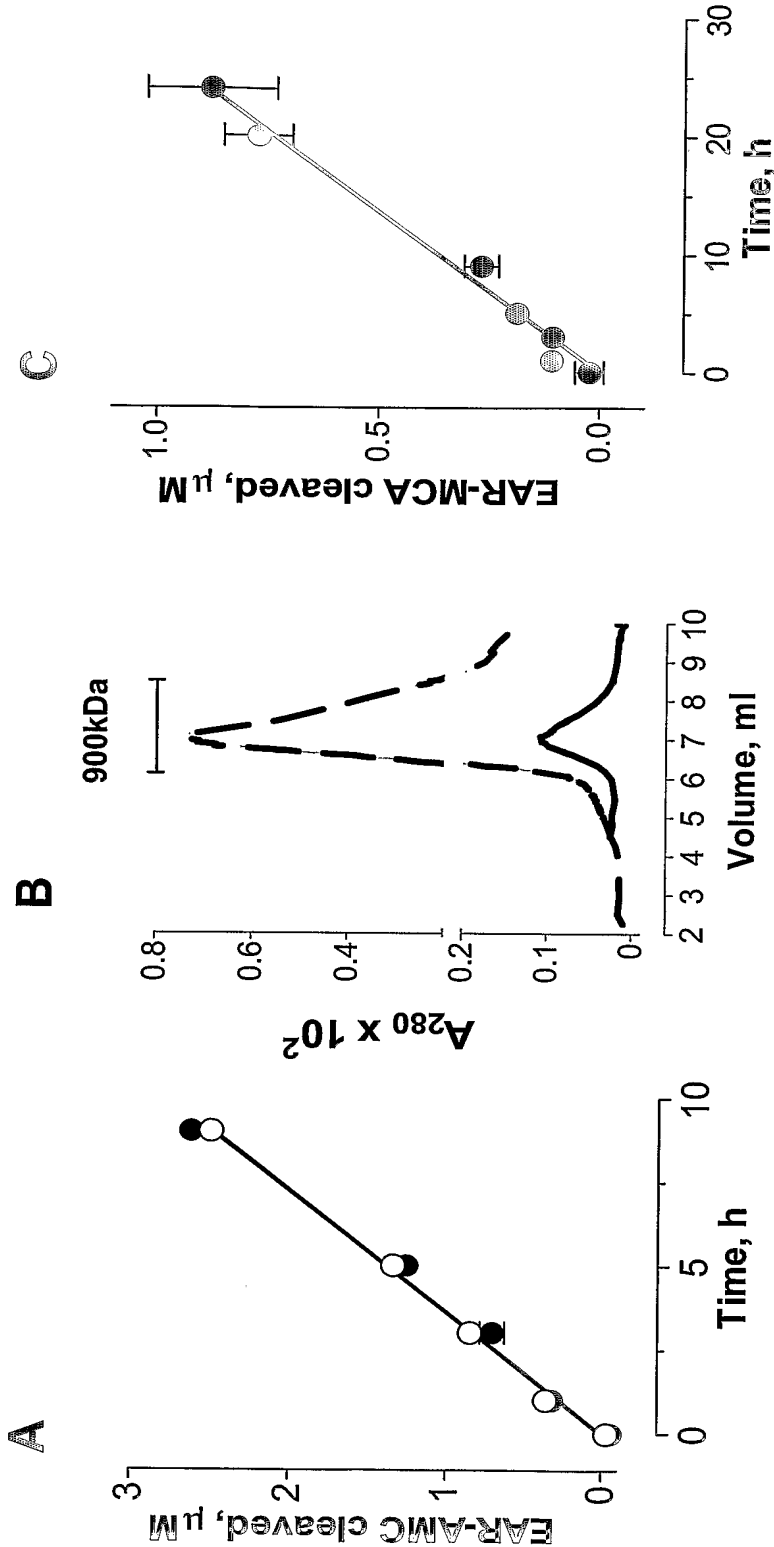 A
EAR-AMC cleaved, μM
3
2
1
0
0
5
10
Time, h
B
900kDa
A280 x 10²
0.8
0.6
0.4
0.2
0.1
0
2
3
4
5
6
7
8
9
10
Volume, ml
C
EAR-MCA cleaved, μM
1.0
0.5
0.0
0
10
20
30
Time, h